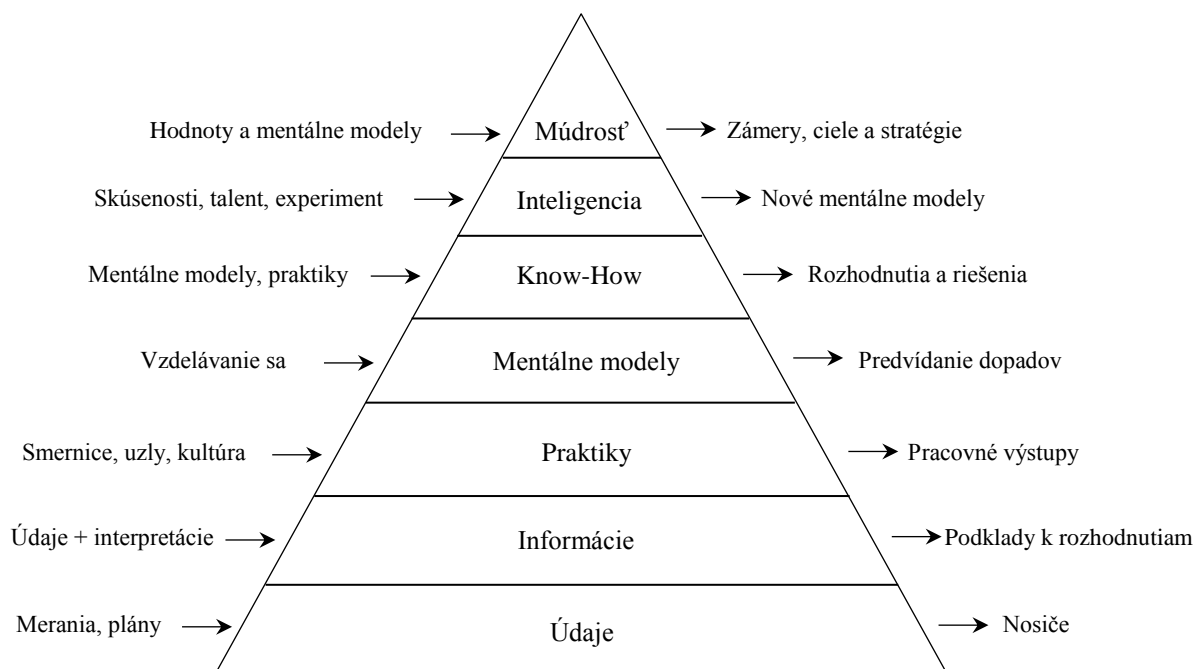 Hodnoty a mentálne modely Múdrosť Zámery, ciele a stratégie
Skúsenosti, talent, experiment Inteligencia Nové mentálne modely
Mentálne modely, praktiky Know-How Rozhodnutia a riešenia
Vzdelávanie sa Mentálne modely Predvídanie dopadov
Smernice, uzly, kultúra Praktiky Pracovné výstupy
Údaje + interpretácie Informácie Podklady k rozhodnutiam
Merania, plány Údaje Nosiče